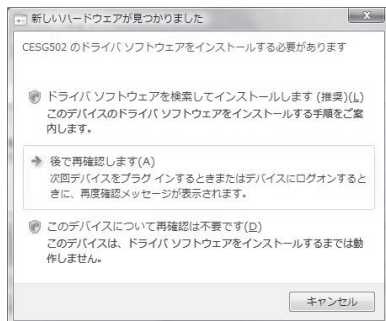 新しいハードウェアが見つかりました
CESG502 のドライバ ソフトウェアをインストールする必要があります
ドライバ ソフトウェアを検索してインストールします (推奨)(L)
このデバイスのドライバ ソフトウェアをインストールする手順をご案
内します。
後で再確認します(A)
次回デバイスをプラグ インするときまたはデバイスにログオンすると
きに、再度確認メッセージが表示されます。
このデバイスについて再確認は不要です(D)
このデバイスは、ドライバ ソフトウェアをインストールするまでは動
作しません。
キャンセル